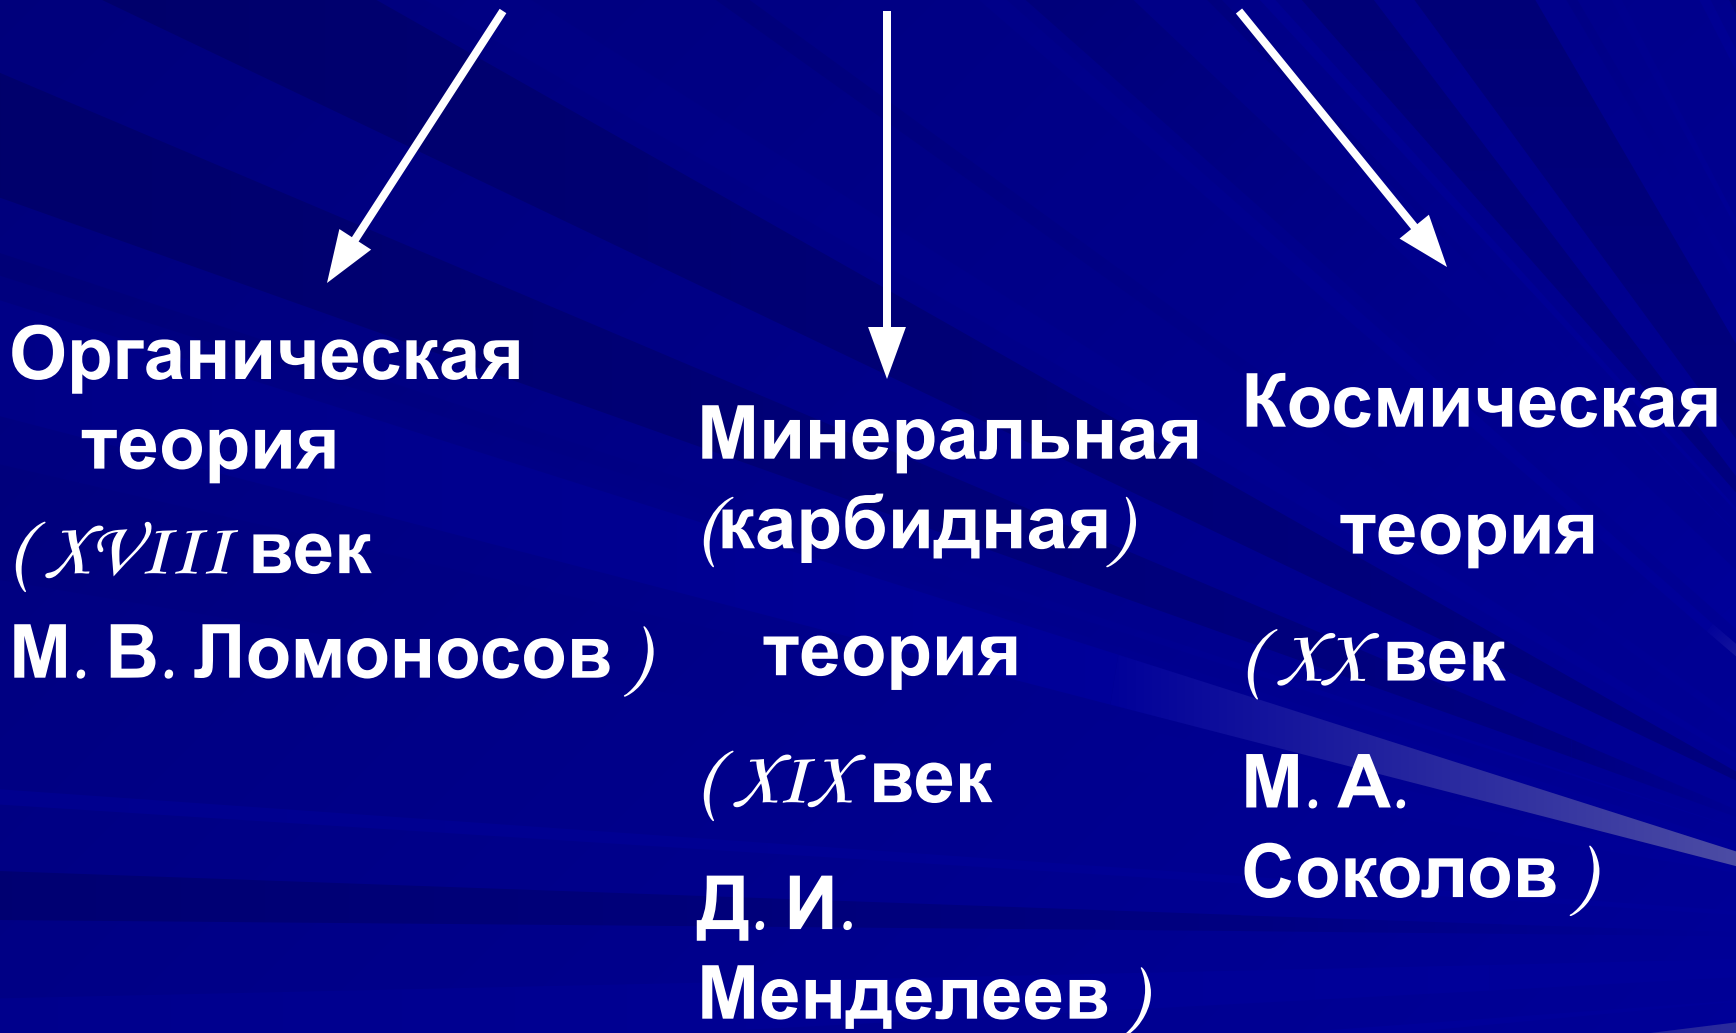 Органическая
теория
( XVIII век
М. В. Ломоносов )
Минеральная
(карбидная)
теория
( XIX век
Д. И.
Менделеев )
Космическая
теория
( XX век
М. А.
Соколов )